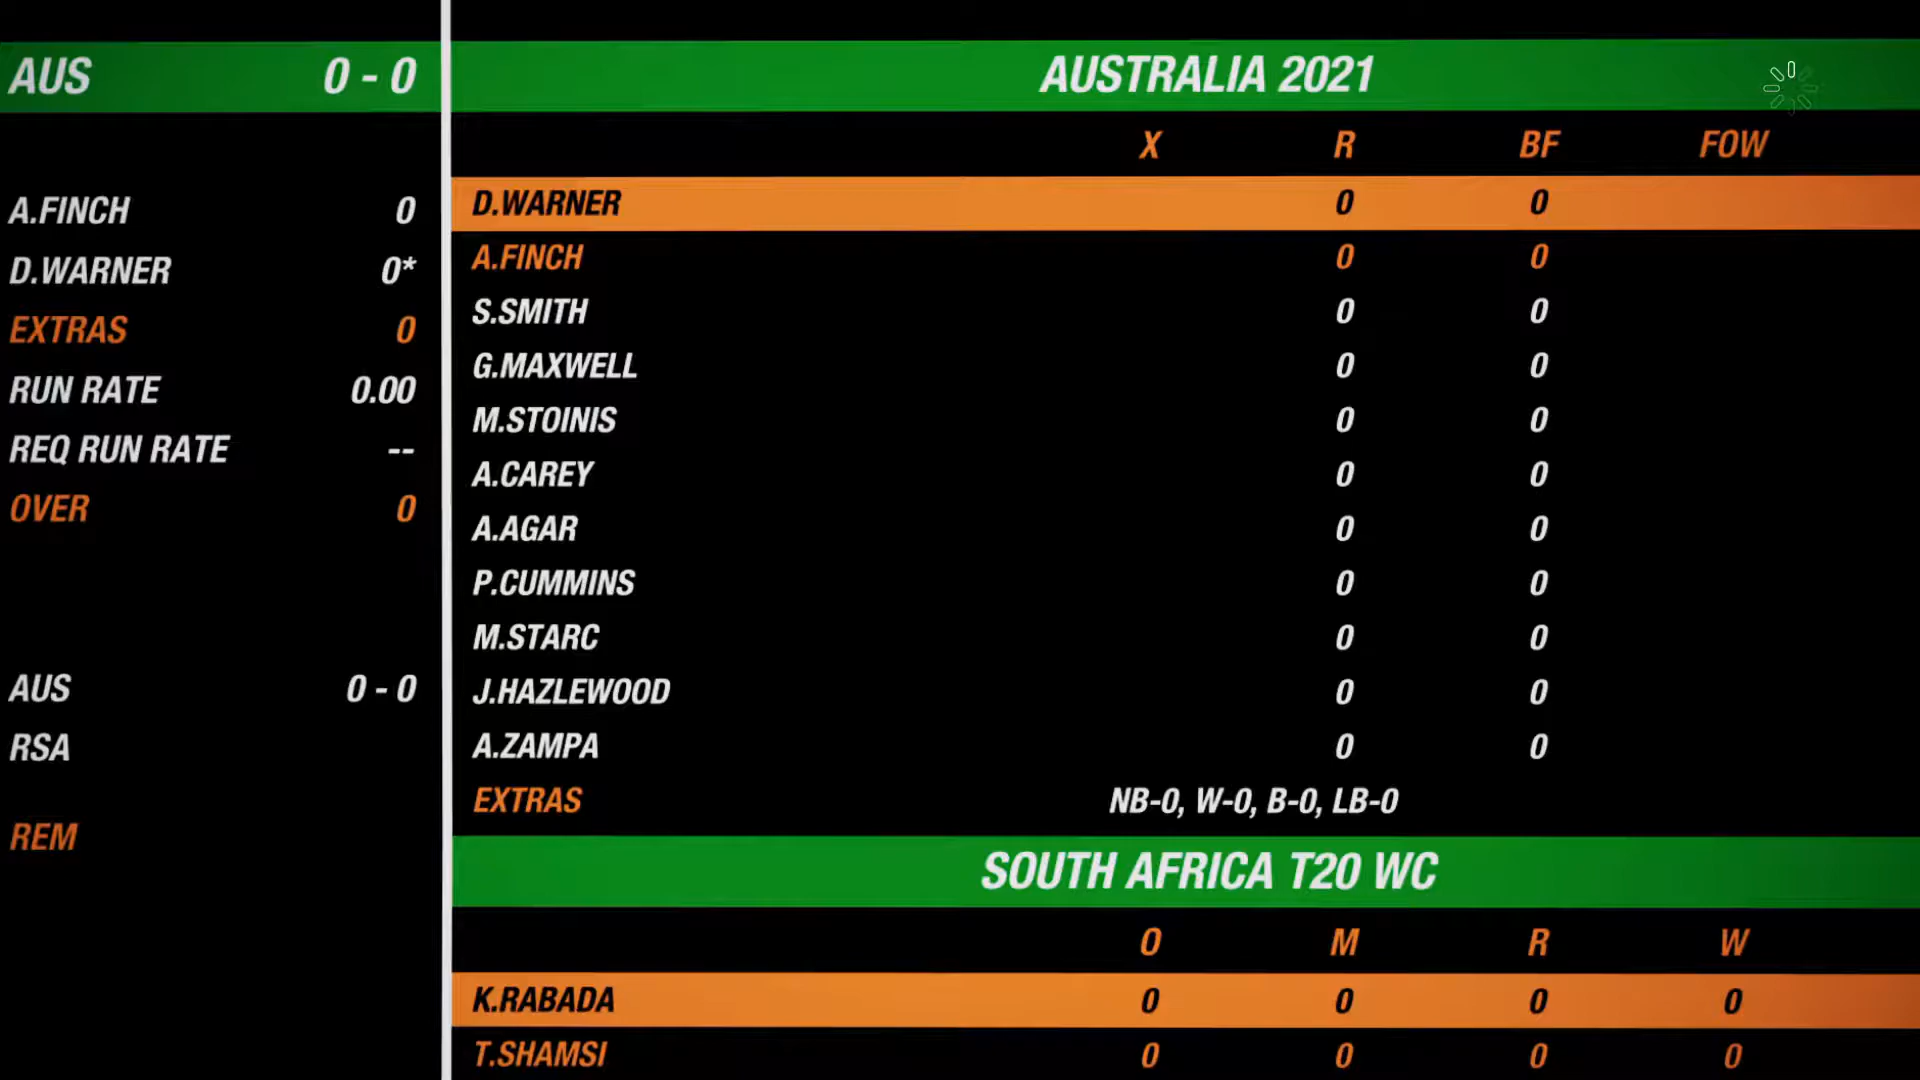 AUS 0 - 0
A.FINCH 0
D.WARNER 0*
EXTRAS 0
RUN RATE 0.00
REQ RUN RATE --
OVER 0
AUS 0 - 0
RSA
REM
AUSTRALIA 2021
X R BF FOW
D.WARNER 0 0
A.FINCH 0 0
S.SMITH 0 0
G.MAXWELL 0 0
M.STOINIS 0 0
A.CAREY 0 0
A.AGAR 0 0
P.CUMMINS 0 0
M.STARC 0 0
J.HAZLEWOOD 0 0
A.ZAMPA 0 0
EXTRAS NB-0, W-0, B-0, LB-0
SOUTH AFRICA T20 WC
O M R W
K.RABADA 0 0 0 0
T.SHAMSI 0 0 0 0